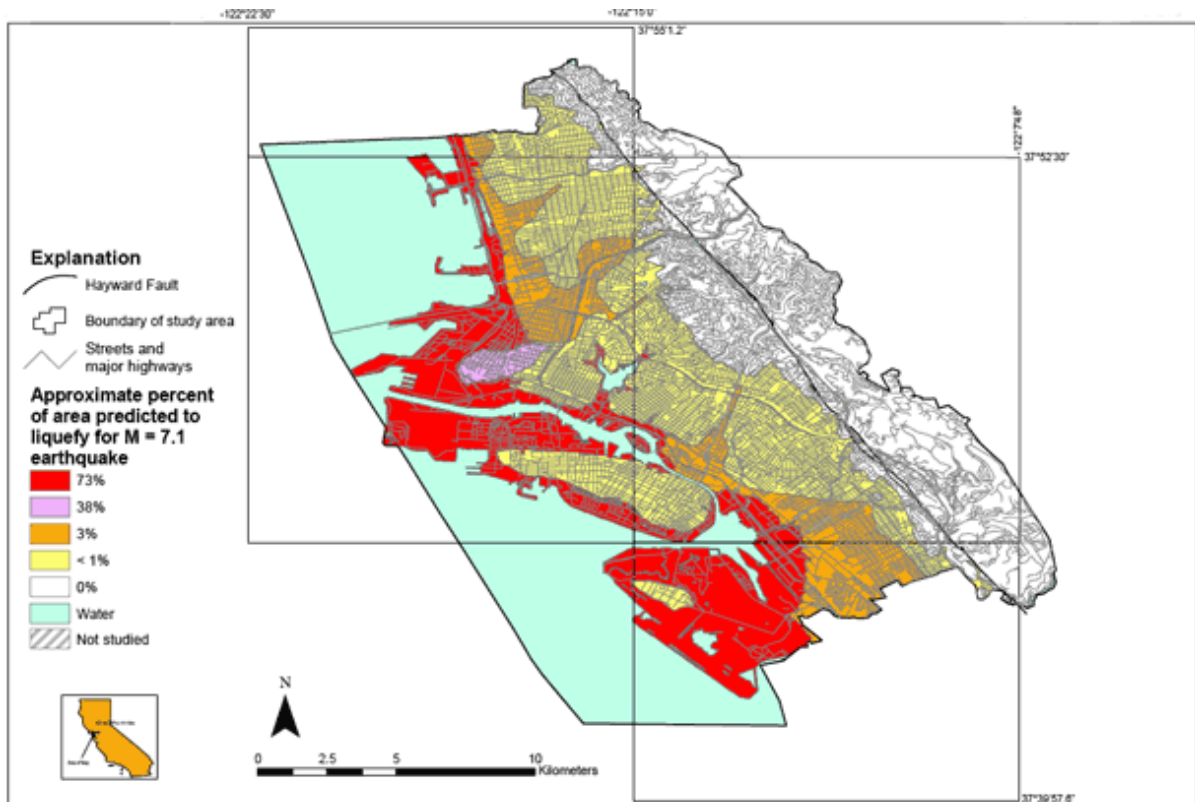 -122°22'30"
-122°15'0"
37°55'1.2"
-122°7'4.8"
37°52'30"
Explanation
Hayward Fault
Boundary of study area
Streets and
major highways
Approximate percent
of area predicted to
liquefy for M = 7.1
earthquake
73%
38%
3%
< 1%
0%
Water
Not studied
N
0 2.5 5 10
Kilometers
37°39'57.6"